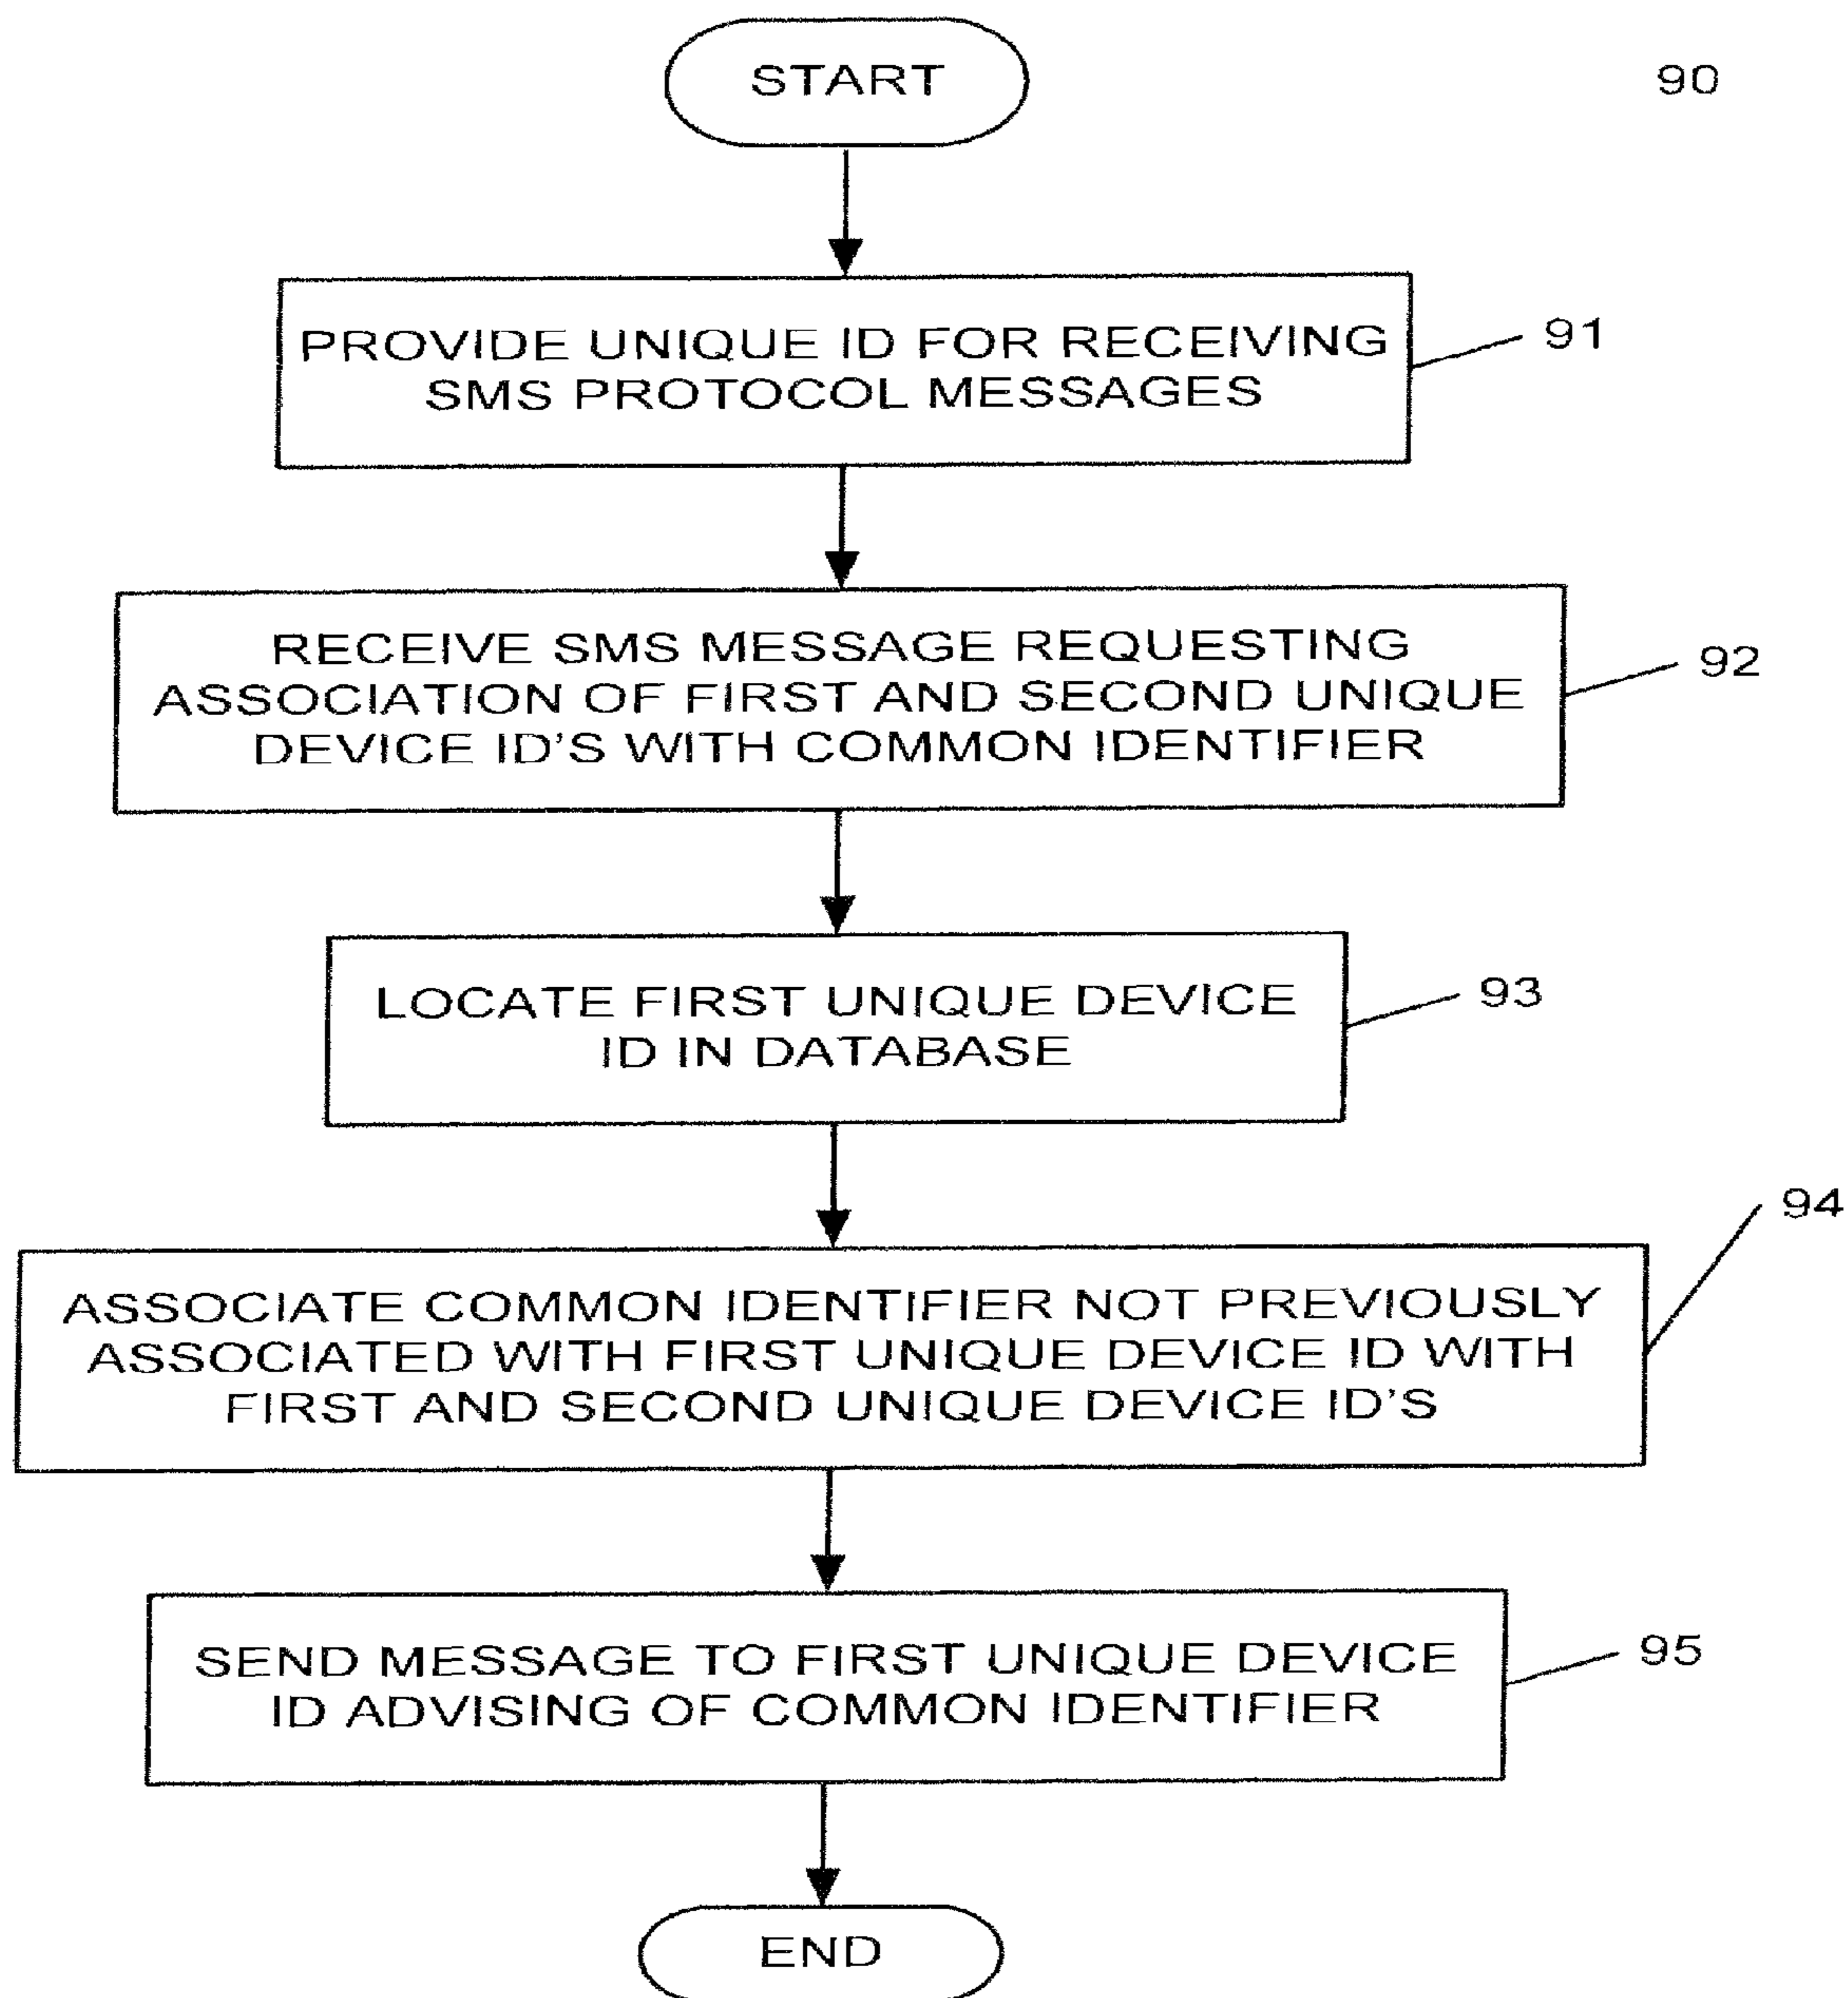 START
90
PROVIDE UNIQUE ID FOR RECEIVING
SMS PROTOCOL MESSAGES
91
RECEIVE SMS MESSAGE REQUESTING
ASSOCIATION OF FIRST AND SECOND UNIQUE
DEVICE ID'S WITH COMMON IDENTIFIER
92
LOCATE FIRST UNIQUE DEVICE
ID IN DATABASE
93
ASSOCIATE COMMON IDENTIFIER NOT PREVIOUSLY
ASSOCIATED WITH FIRST UNIQUE DEVICE ID WITH
FIRST AND SECOND UNIQUE DEVICE ID'S
94
SEND MESSAGE TO FIRST UNIQUE DEVICE
ID ADVISING OF COMMON IDENTIFIER
95
END